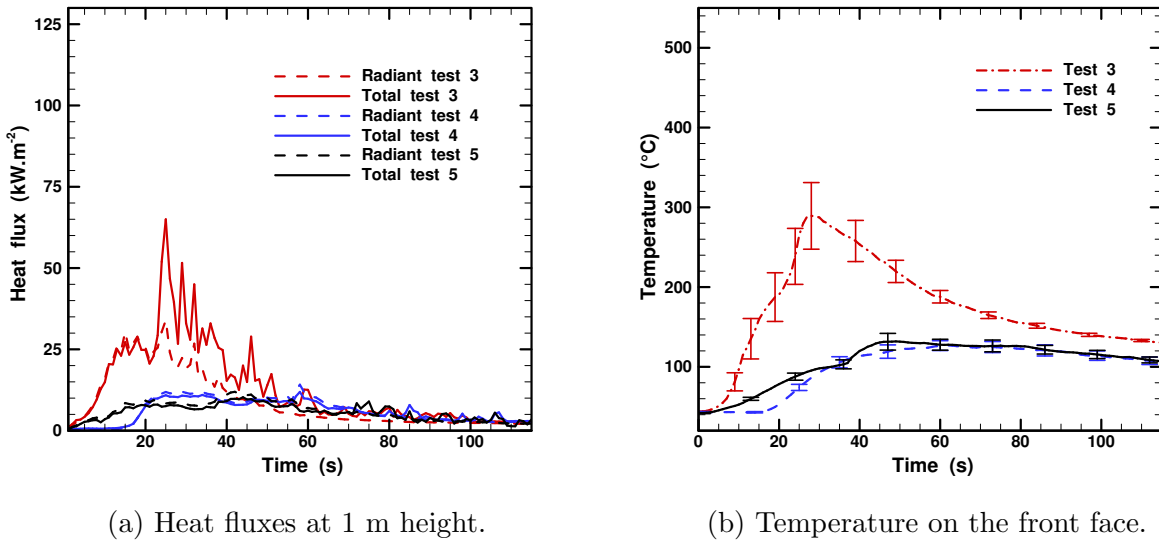 125
100
75
50
25
0
Heat flux (kW.m-2)
Radiant test 3
Total test 3
Radiant test 4
Total test 4
Radiant test 5
Total test 5
20 40 60 80 100
Time (s)
(a) Heat fluxes at 1 m height.
500
400
300
200
100
0
Temperature (°C)
Test 3
Test 4
Test 5
0 20 40 60 80 100
Time (s)
(b) Temperature on the front face.